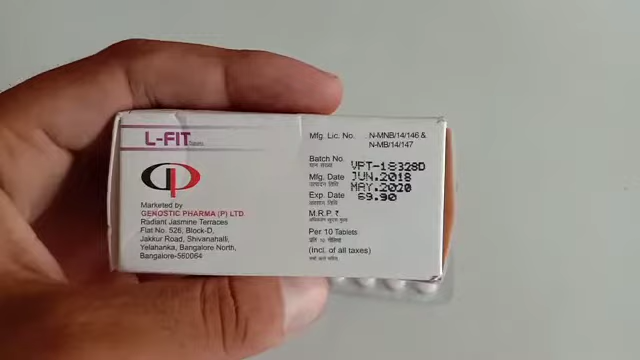 L-FIT Tablets
Marketed by
GENOSTIC PHARMA (P) LTD
Radiant Jasmine Terraces
Flat No. 526, Block-D,
Jakkur Road, Shivanahalli,
Yelahanka, Bangalore North,
Bangalore-560064
Mfg. Lic. No. N-MNB/14/146 &
N-MB/14/147
Batch No. VPT-18328D
Mfg. Date JUN.2018
Exp. Date MAY.2020
69.90
M.R.P. ₹
Per 10 Tablets
(Incl. of all taxes)